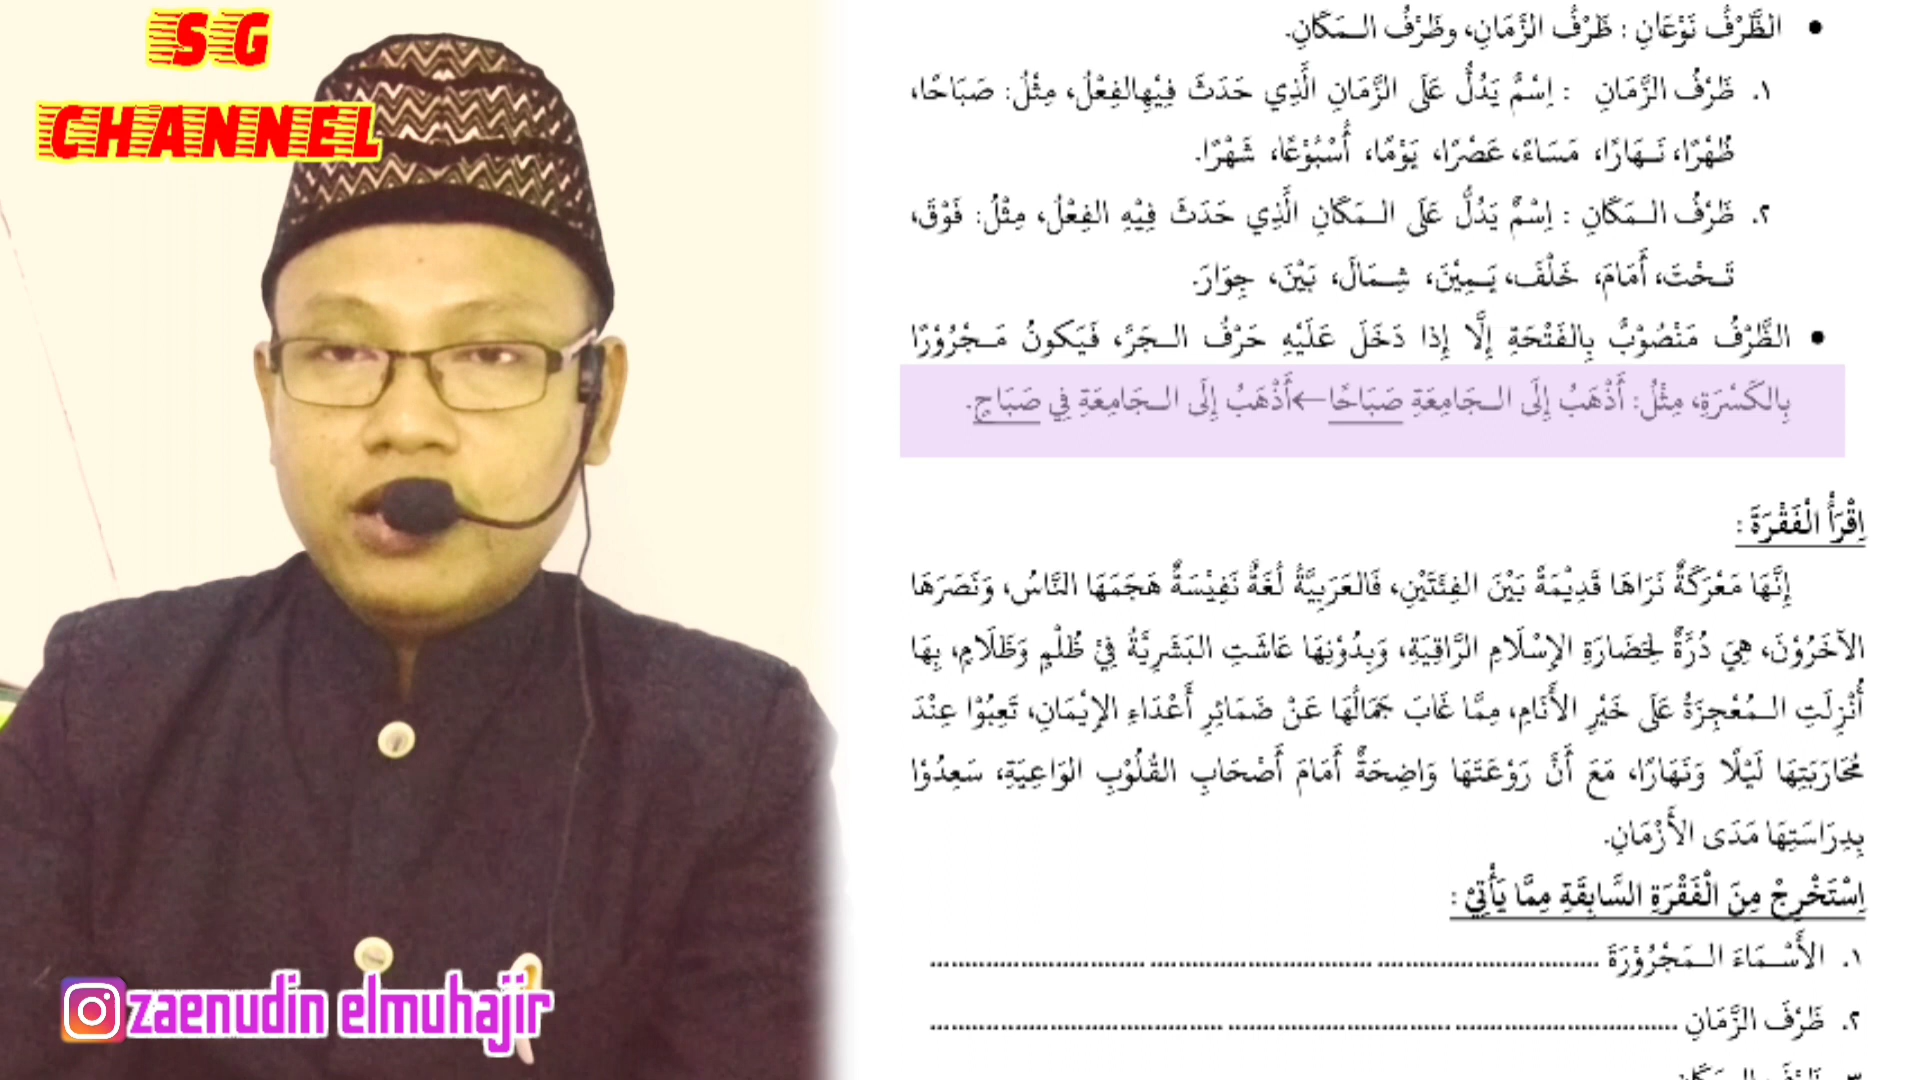 SG
CHANNEL
zaenudin elmuhajir
• الظَّرْفُ نَوْعَانِ : ظَرْفُ الزَّمَانِ، وظَرْفُ الـمَكَانِ.
١. ظَرْفُ الزَّمَانِ : اِسْمٌ يَدُلُّ عَلَى الزَّمَانِ الَّذِي حَدَثَ فِيْهِالفِعْلُ، مِثْلُ: صَبَاحًا،
ظُهْرًا، نَـهَارًا، مَسَاءً، عَصْرًا، يَوْمًا، أُسْبُوْعًا، شَهْرًا.
٢. ظَرْفُ الـمَكَانِ : اِسْمٌ يَدُلُّ عَلَى الـمَكَانِ الَّذِي حَدَثَ فِيْهِ الفِعْلُ، مِثْلُ: فَوْقَ،
تَـحْتَ، أَمَامَ، خَلْفَ، يَـمِيْنَ، شِـمَالَ، بَيْنَ، جِوَارَ.
• الظَّرْفُ مَنْصُوْبٌ بِالفَتْحَةِ إِلَّا إِذا دَخَلَ عَلَيْهِ حَرْفُ الـجَرِّ، فَيَكونُ مَـجْرُوْرًا
بِالكَسْرَةِ، مِثْلُ: أَذْهَبُ إِلَى الـجَامِعَةِ صَبَاحًا←أَذْهَبُ إِلَى الـجَامِعَةِ فِي صَبَاحٍ.
اِقْرَأْ الْفَقْرَةَ :
إِنَّهَا مَعْرَكَةٌ نَرَاهَا قَدِيْمَةً بَيْنَ الفِئَتَيْنِ، فَالعَرَبِيَّةُ لُغَةٌ نَفِيْسَةٌ هَجَمَهَا النَّاسُ، وَنَصَرَهَا
الآخَرُوْنَ، هِيَ دُرَّةٌ لِحَضَارَةِ الإِسْلَامِ الرَّاقِيَةِ، وَبِدُوْنِهَا عَاشَتِ البَشَرِيَّةُ فِيْ ظُلْمٍ وَظَلَامٍ، بِهَا
أُنْزِلَتِ الـمُعْجِزَةُ عَلَى خَيْرِ الأَنَامِ، مِمَّا غَابَ جَمَالُهَا عَنْ ضَمَائِرِ أَعْدَاءِ الإِيْمَانِ، تَعِبُوْا عِنْدَ
مُحَارَبَتِهَا لَيْلًا وَنَهَارًا، مَعَ أَنَّ رَوْعَتَهَا وَاضِحَةٌ أَمَامَ أَصْحَابِ القُلُوْبِ الوَاعِيَةِ، سَعِدُوْا
بِدِرَاسَتِهَا مَدَى الأَزْمَانِ.
اِسْتَخْرِجْ مِنَ الْفَقْرَةِ السَّابِقَةِ مِمَّا يَأْتِيْ :
١. الأَسْـمَاءَ الـمَجْرُوْرَةَ ................................................
٢. ظَرْفَ الزَّمَانِ ................................................